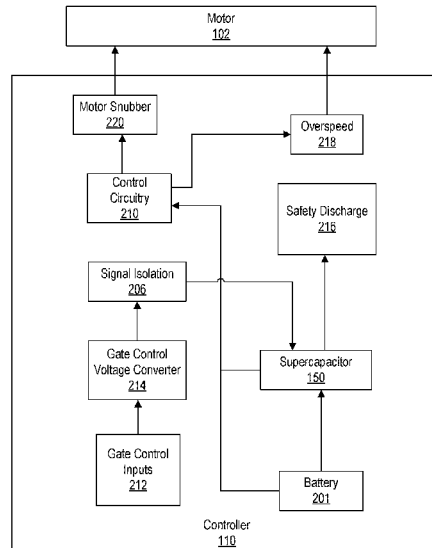 Motor
102
Motor Snubber
220
Overspeed
218
Control
Circuitry
210
Safety Discharge
216
Signal Isolation
206
Gate Control
Voltage Converter
214
Supercapacitor
150
Gate Control
Inputs
212
Battery
201
Controller
110